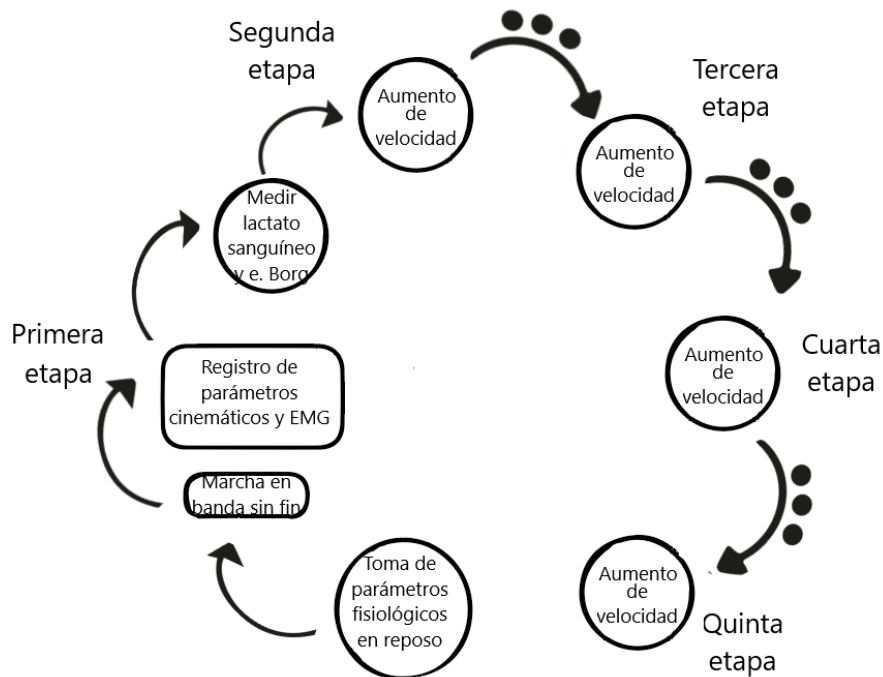 Segunda
etapa
Aumento
de
velocidad
Tercera
etapa
Aumento
de
velocidad
Medir
lactato
sanguíneo
y e. Borg
Primera
etapa
Registro de
parámetros
cinemáticos y EMG
Cuarta
etapa
Aumento
de
velocidad
Marcha en
banda sin fin
Toma de
parámetros
fisiológicos
en reposo
Aumento
de
velocidad
Quinta
etapa